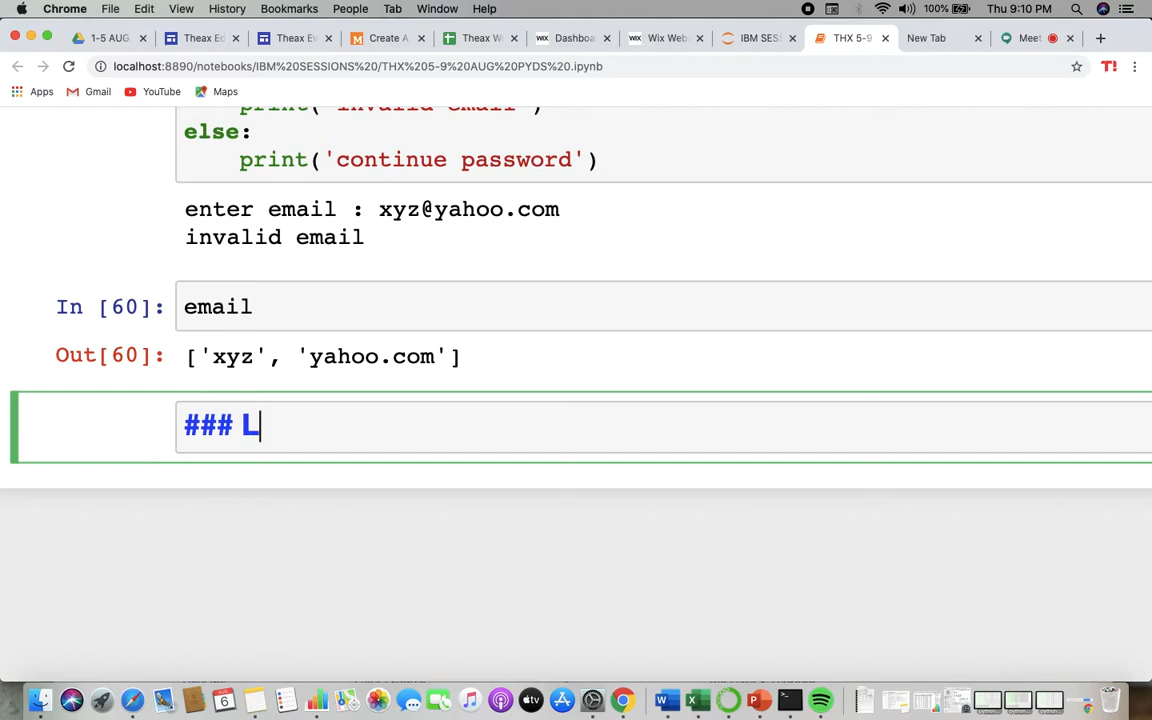 Chrome File Edit View History Bookmarks People Tab Window Help 100% Thu 9:10 PM
1-5 AUG Theax Ed Theax Ev Create A Theax W Dashboa Wix Web IBM SES THX 5-9 New Tab Meet
localhost:8890/notebooks/IBM%20SESSIONS%20/THX%205-9%20AUG%20PYDS%20.ipynb
Apps Gmail YouTube Maps
print('invalid email')
else:
print('continue password')
enter email : xyz@yahoo.com
invalid email
In [60]: email
Out[60]: ['xyz', 'yahoo.com']
### L